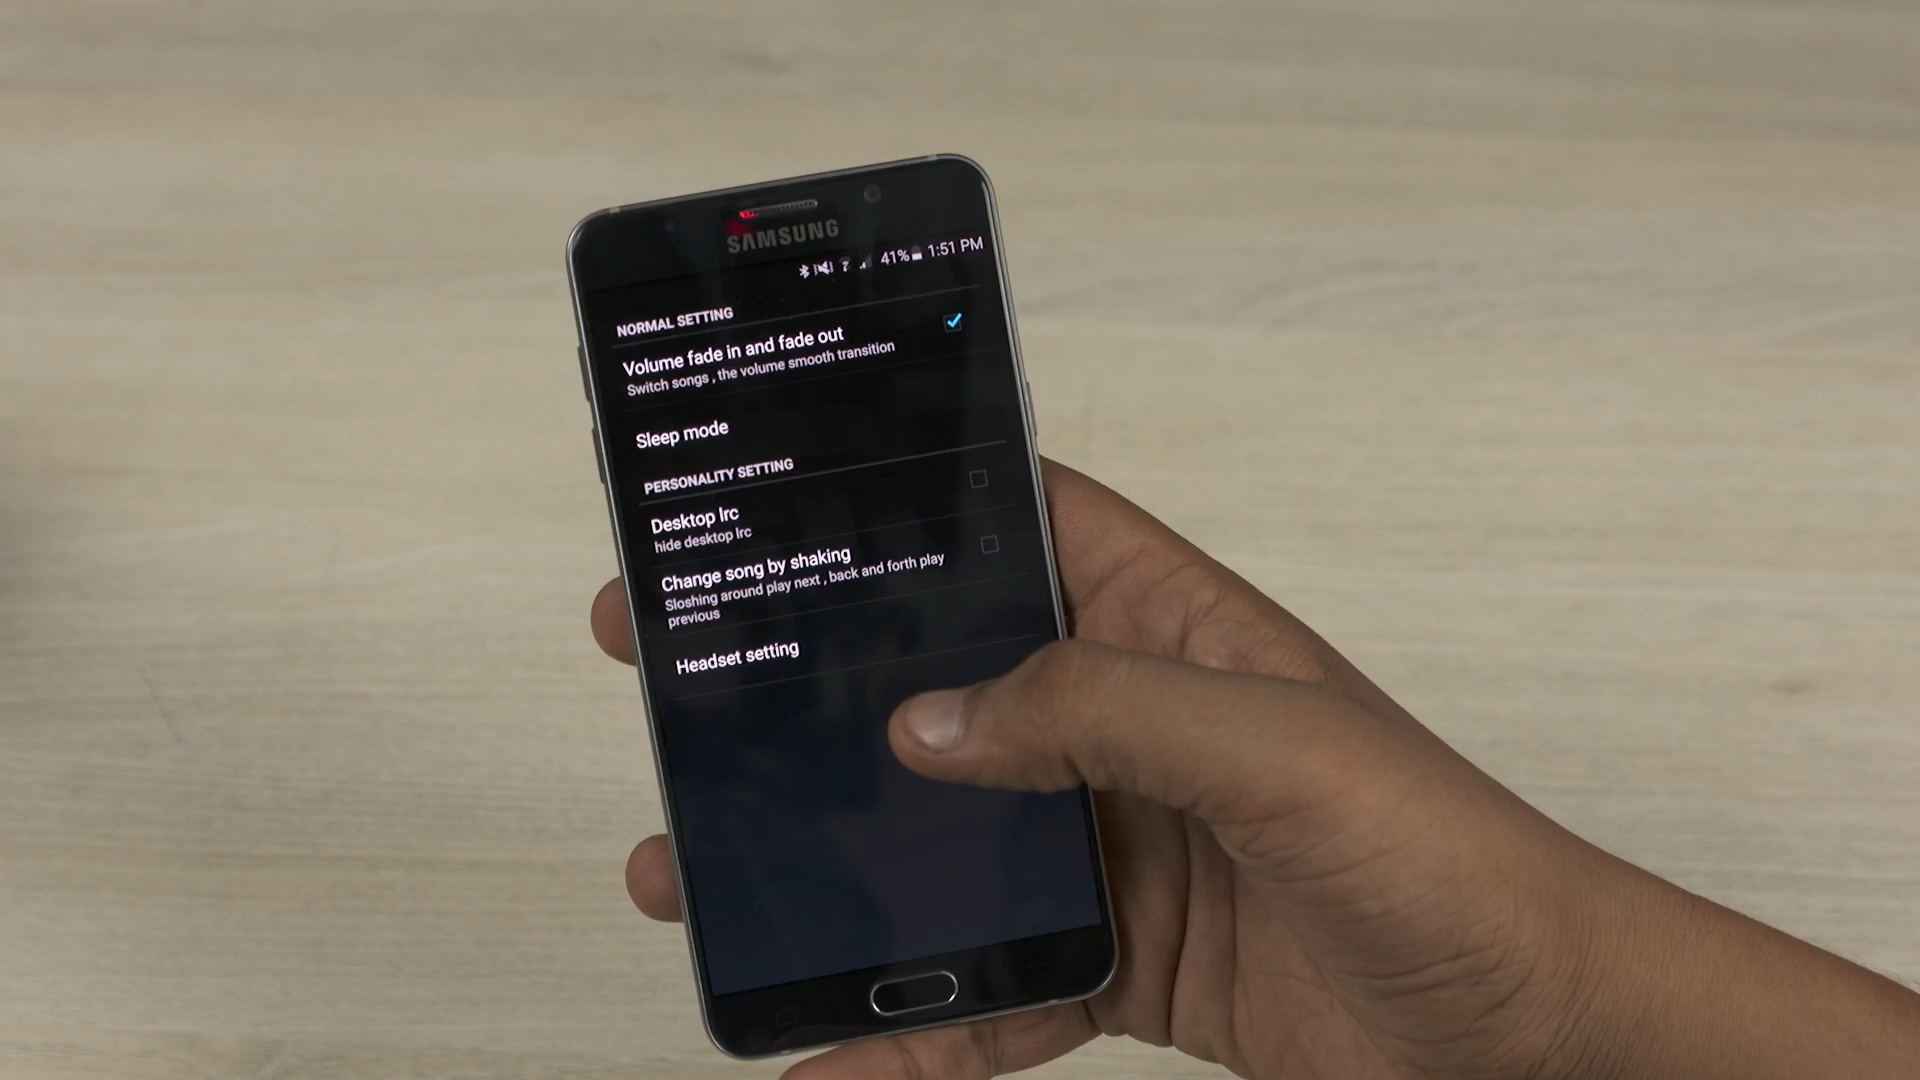 SAMSUNG
41% 1:51 PM
NORMAL SETTING
Volume fade in and fade out
Switch songs , the volume smooth transition
Sleep mode
PERSONALITY SETTING
Desktop lrc
hide desktop lrc
Change song by shaking
Sloshing around play next , back and forth play
previous
Headset setting